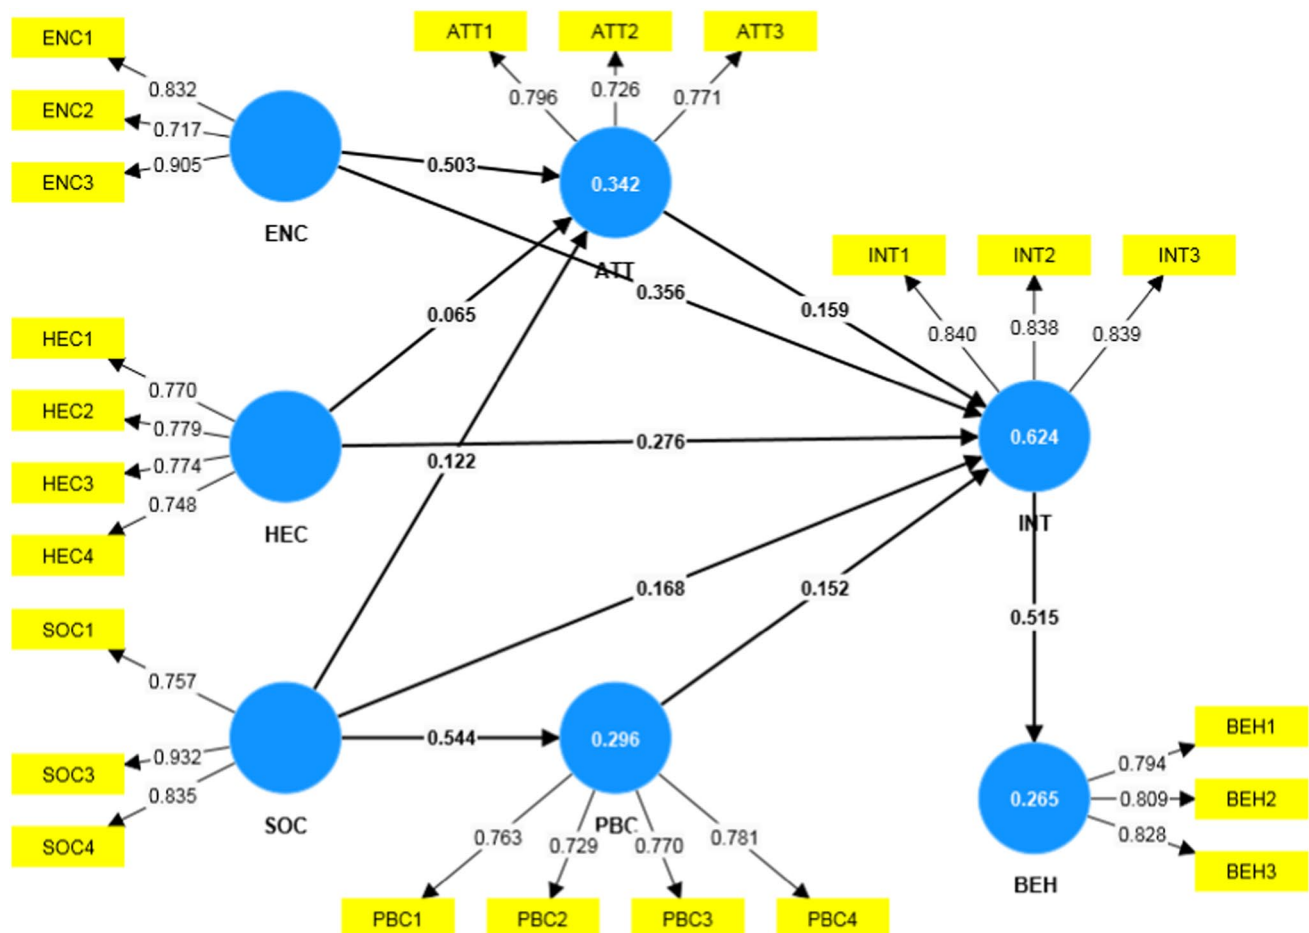 ENC1
ENC2
ENC3
0.832
0.717
0.905
ENC
ATT1
ATT2
ATT3
0.796
0.726
0.771
0.342
ATT
0.503
0.356
0.065
0.122
0.159
HEC1
HEC2
HEC3
HEC4
0.770
0.779
0.774
0.748
HEC
0.276
INT1
INT2
INT3
0.840
0.838
0.839
0.624
INT
0.168
0.152
0.515
SOC1
SOC3
SOC4
0.757
0.932
0.835
SOC
0.544
0.296
PBC
0.763
0.729
0.770
0.781
PBC1
PBC2
PBC3
PBC4
0.265
BEH
0.794
0.809
0.828
BEH1
BEH2
BEH3